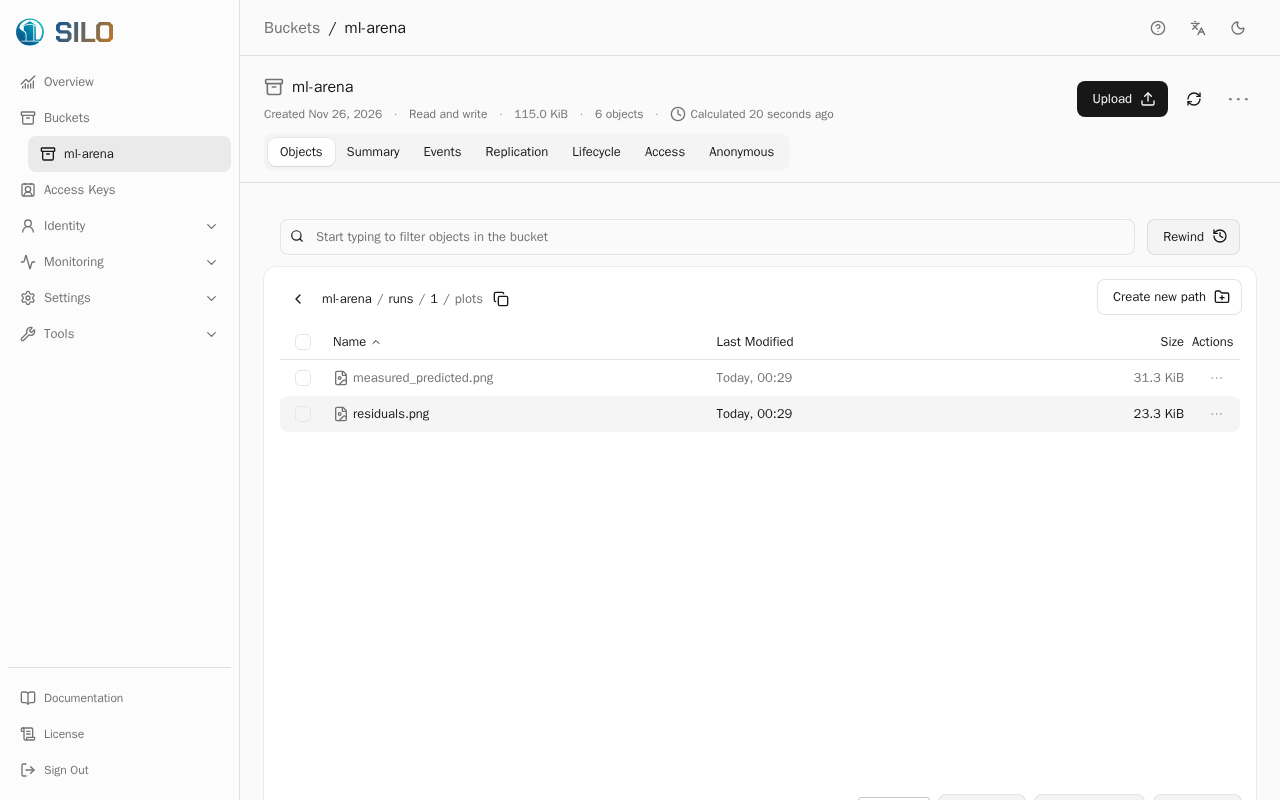 SILO
Overview
Buckets
ml-arena
Access Keys
Identity
Monitoring
Settings
Tools
Documentation
License
Sign Out
Buckets / ml-arena
ml-arena
Created Nov 26, 2026 · Read and write · 115.0 KiB · 6 objects · Calculated 20 seconds ago
Upload
Objects Summary Events Replication Lifecycle Access Anonymous
Start typing to filter objects in the bucket
Rewind
ml-arena / runs / 1 / plots
Create new path
Name Last Modified Size Actions
measured_predicted.png Today, 00:29 31.3 KiB
residuals.png Today, 00:29 23.3 KiB